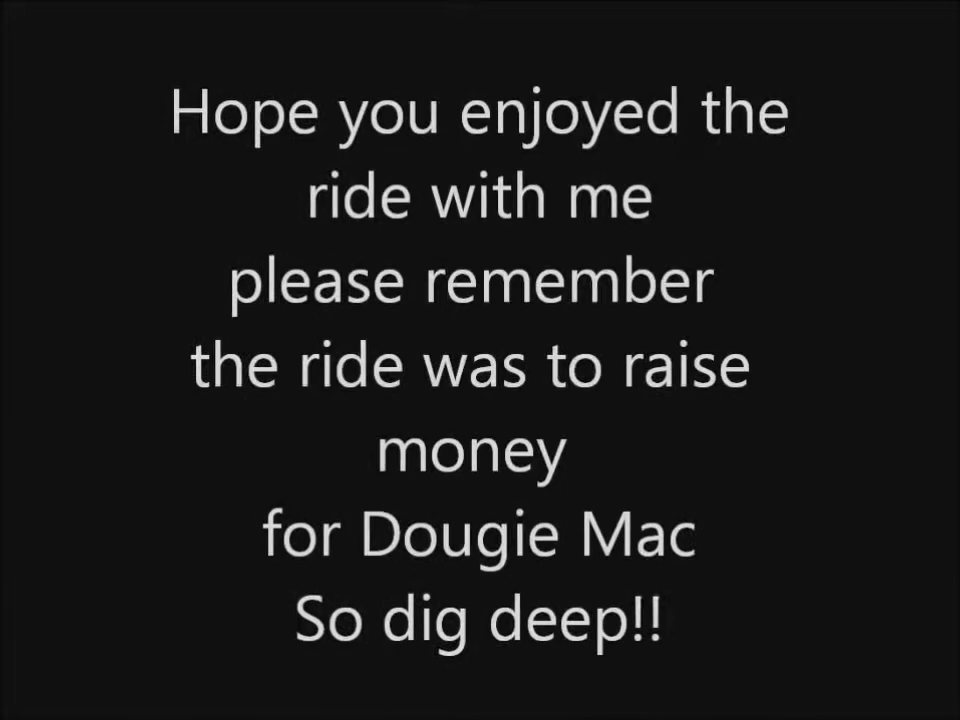 Hope you enjoyed the
ride with me
please remember
the ride was to raise
money
for Dougie Mac
So dig deep!!